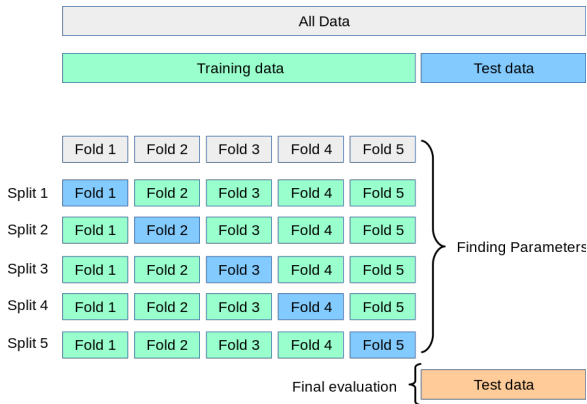 All Data
Training data Test data
Fold 1 Fold 2 Fold 3 Fold 4 Fold 5
Split 1 Fold 1 Fold 2 Fold 3 Fold 4 Fold 5
Split 2 Fold 1 Fold 2 Fold 3 Fold 4 Fold 5
Finding Parameters
Split 3 Fold 1 Fold 2 Fold 3 Fold 4 Fold 5
Split 4 Fold 1 Fold 2 Fold 3 Fold 4 Fold 5
Split 5 Fold 1 Fold 2 Fold 3 Fold 4 Fold 5
Final evaluation Test data